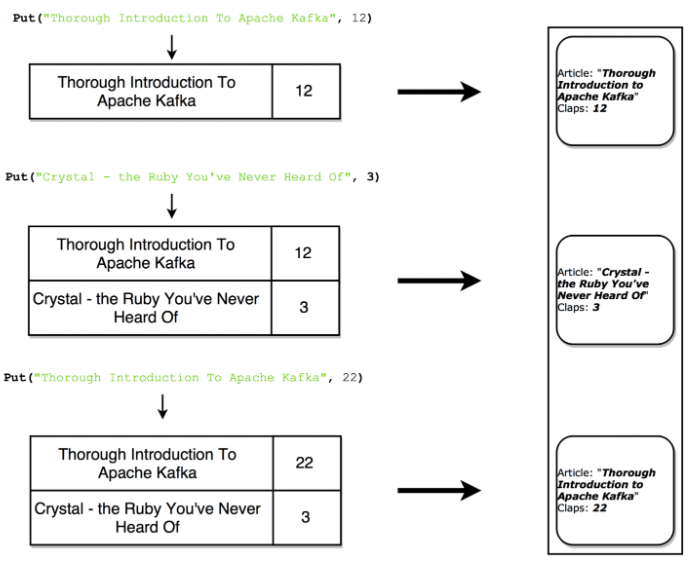 Put("Thorough Introduction To Apache Kafka", 12)
Thorough Introduction To
Apache Kafka
12
Article: "Thorough
Introduction to
Apache Kafka"
Claps: 12
Put("Crystal - the Ruby You've Never Heard Of", 3)
Thorough Introduction To
Apache Kafka
12
Crystal - the Ruby You've Never
Heard Of
3
Article: "Crystal -
the Ruby You've
Never Heard Of"
Claps: 3
Put("Thorough Introduction To Apache Kafka", 22)
Thorough Introduction To
Apache Kafka
22
Crystal - the Ruby You've Never
Heard Of
3
Article: "Thorough
Introduction to
Apache Kafka"
Claps: 22